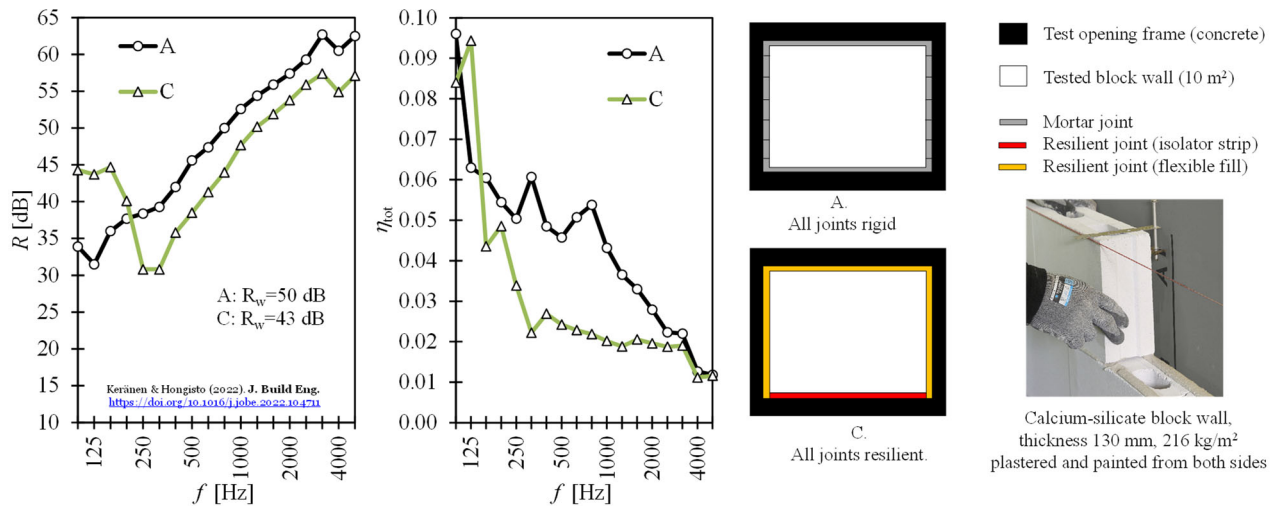 65
60
55
50
45
40
35
30
25
20
15
10
R [dB]
A
C
A: Rw=50 dB
C: Rw=43 dB
Keränen & Hongisto (2022). J. Build Eng.
https://doi.org/10.1016/j.jobe.2022.104711
125
250
500
1000
2000
4000
f [Hz]
0.10
0.09
0.08
0.07
0.06
0.05
0.04
0.03
0.02
0.01
0.00
ηtot
A
C
125
250
500
1000
2000
4000
f [Hz]
A.
All joints rigid
C.
All joints resilient.
Test opening frame (concrete)
Tested block wall (10 m²)
Mortar joint
Resilient joint (isolator strip)
Resilient joint (flexible fill)
Calcium-silicate block wall,
thickness 130 mm, 216 kg/m²
plastered and painted from both sides